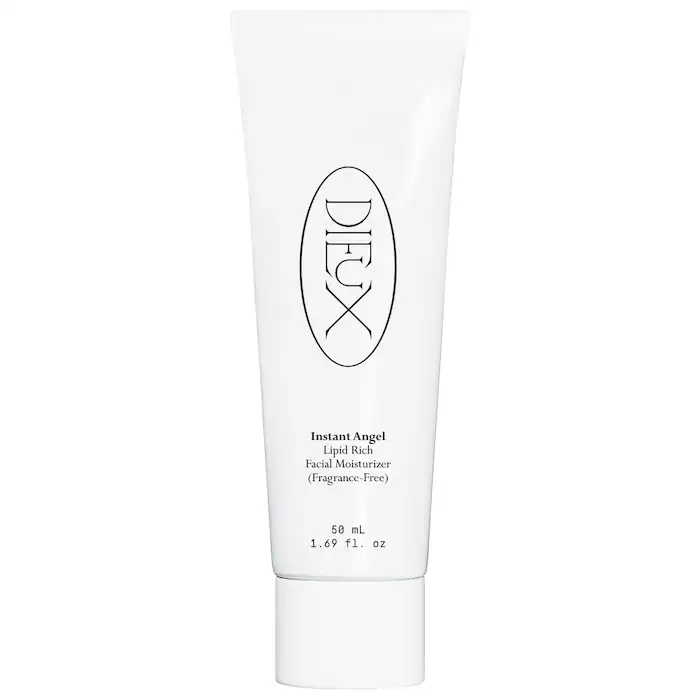 DIEUX
Instant Angel
Lipid Rich
Facial Moisturizer
(Fragrance-Free)
50 mL
1.69 fl. oz